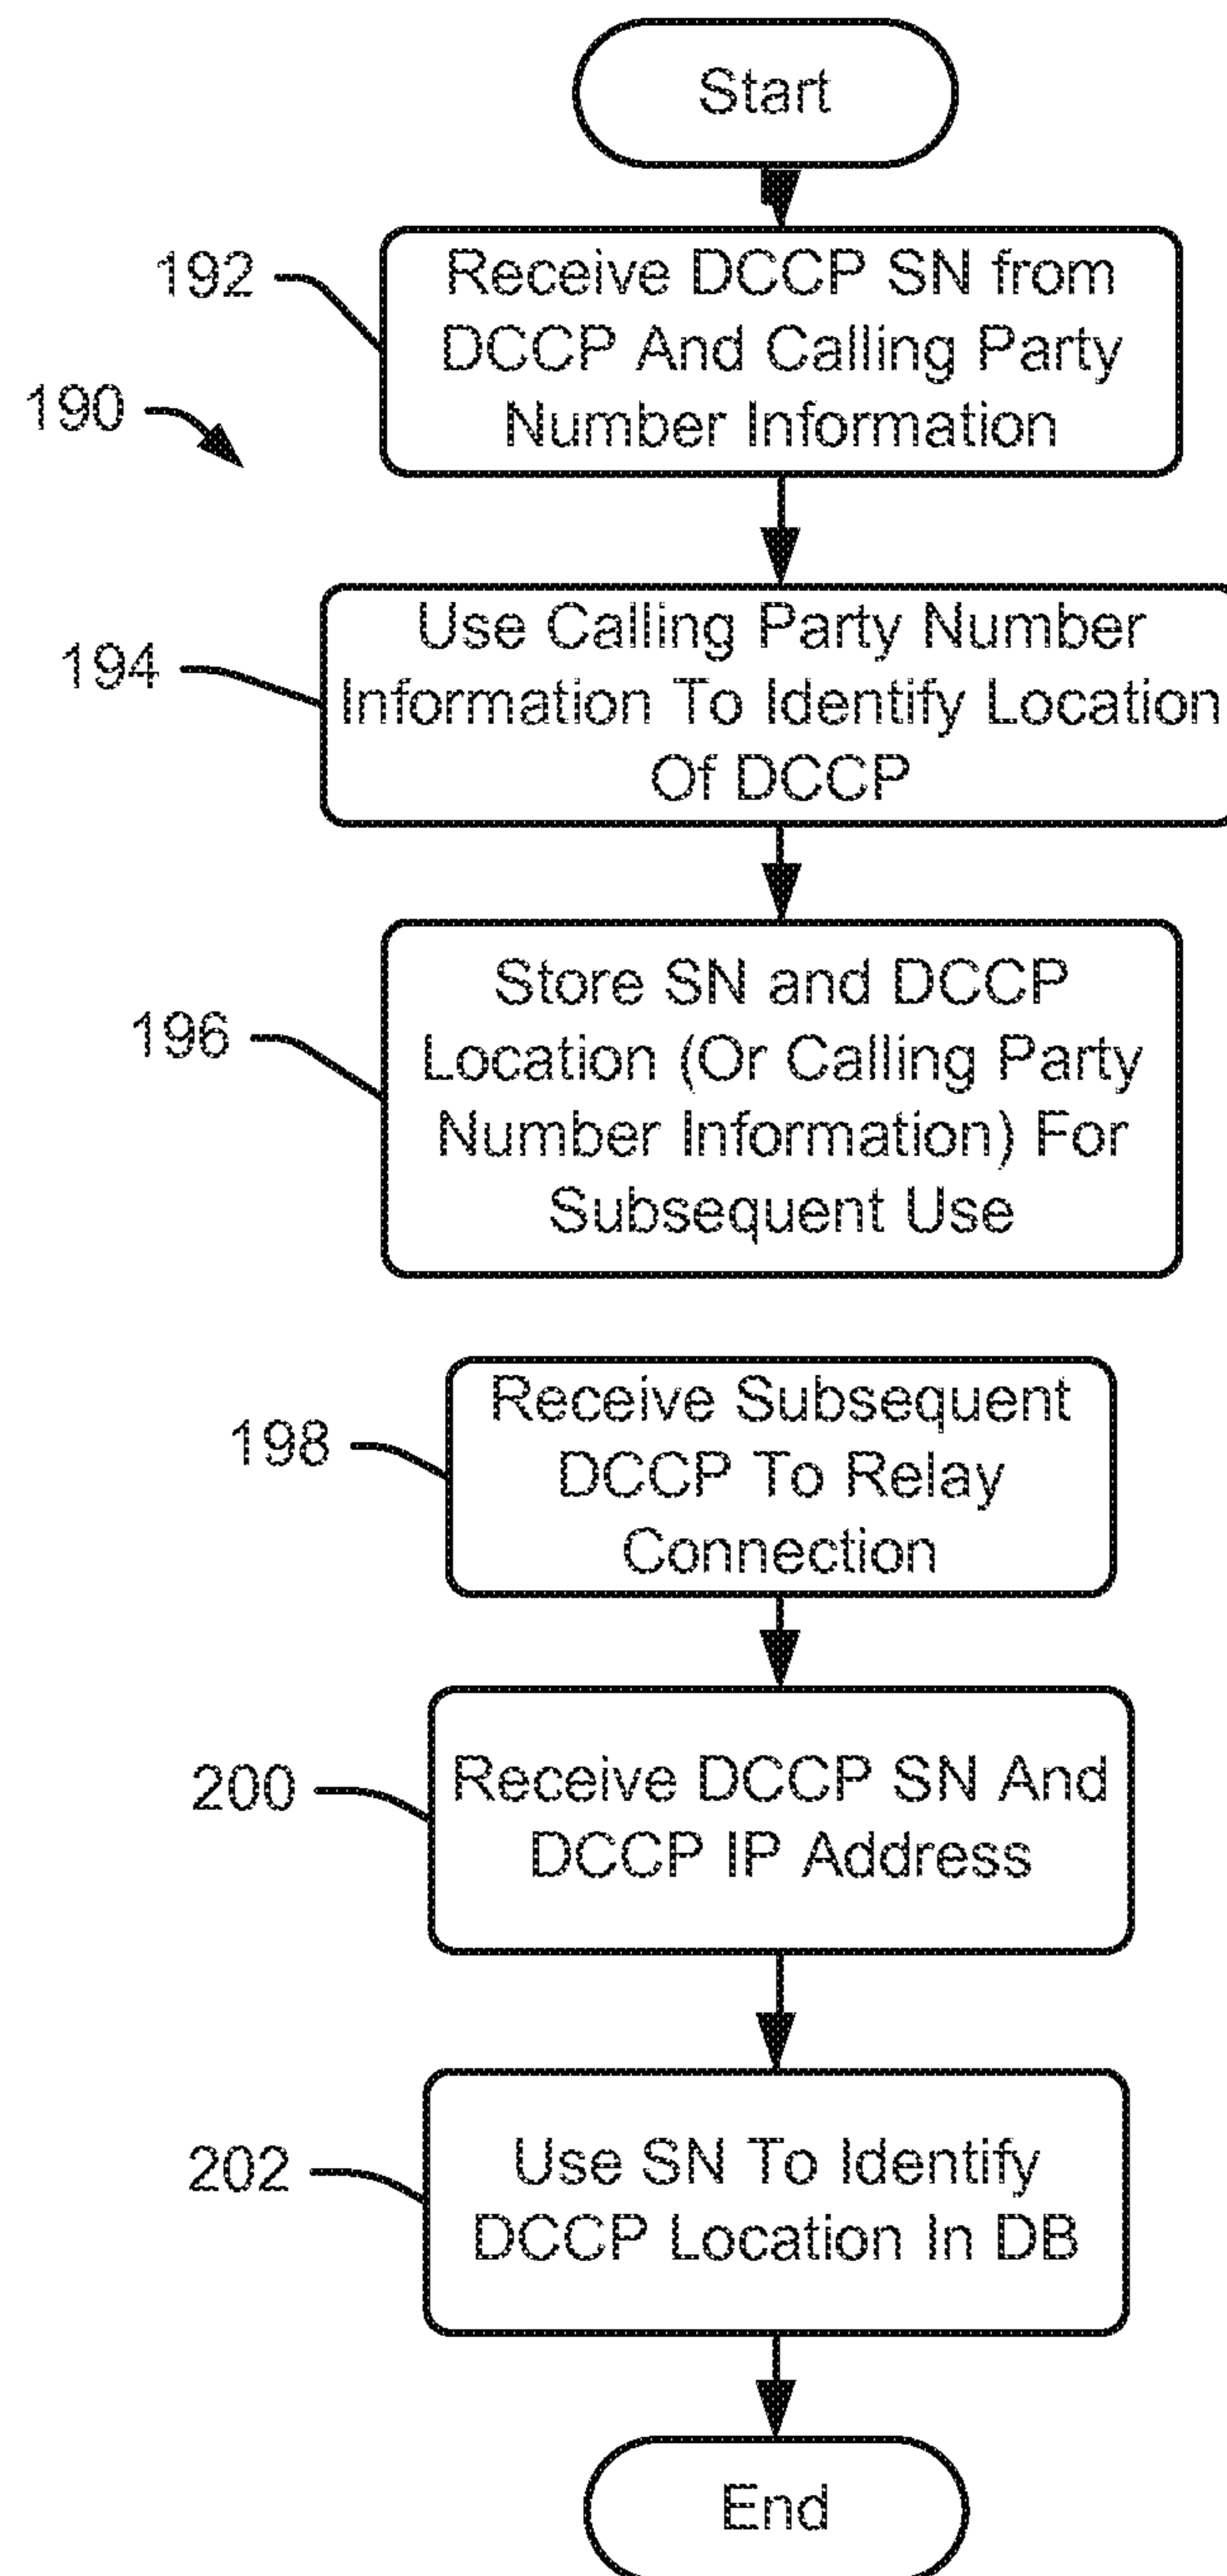 Start
192
Receive DCCP SN from
DCCP And Calling Party
Number Information
190
194
Use Calling Party Number
Information To Identify Location
Of DCCP
196
Store SN and DCCP
Location (Or Calling Party
Number Information) For
Subsequent Use
198
Receive Subsequent
DCCP To Relay
Connection
200
Receive DCCP SN And
DCCP IP Address
202
Use SN To Identify
DCCP Location In DB
End